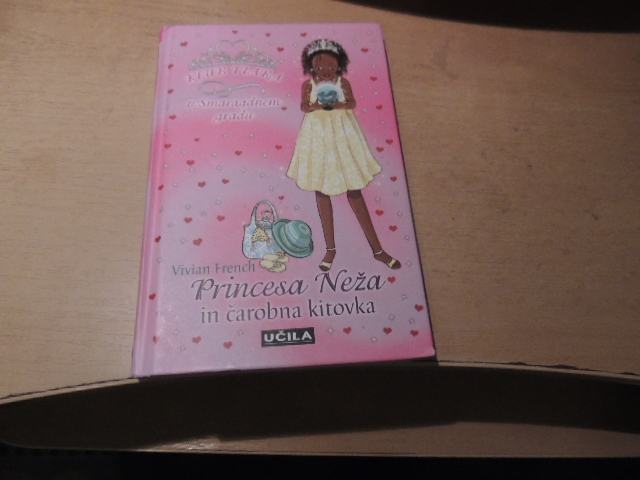 KLUB TIARA
v Smaragdnem
gradu
Vivian French
Princesa Neža
in čarobna kitovka
UČILA